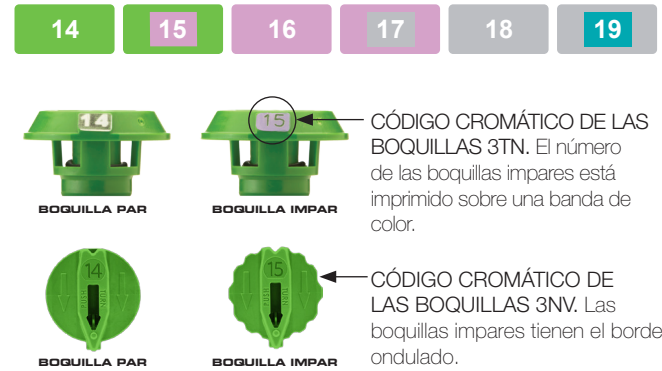 14 15 16 17 18 19
14
15
CÓDIGO CROMÁTICO DE LAS
BOQUILLAS 3TN. El número
de las boquillas impares está
imprimido sobre una banda de
color.
BOQUILLA PAR
BOQUILLA IMPAR
14
15
CÓDIGO CROMÁTICO DE
LAS BOQUILLAS 3NV. Las
boquillas impares tienen el borde
ondulado.
BOQUILLA PAR
BOQUILLA IMPAR